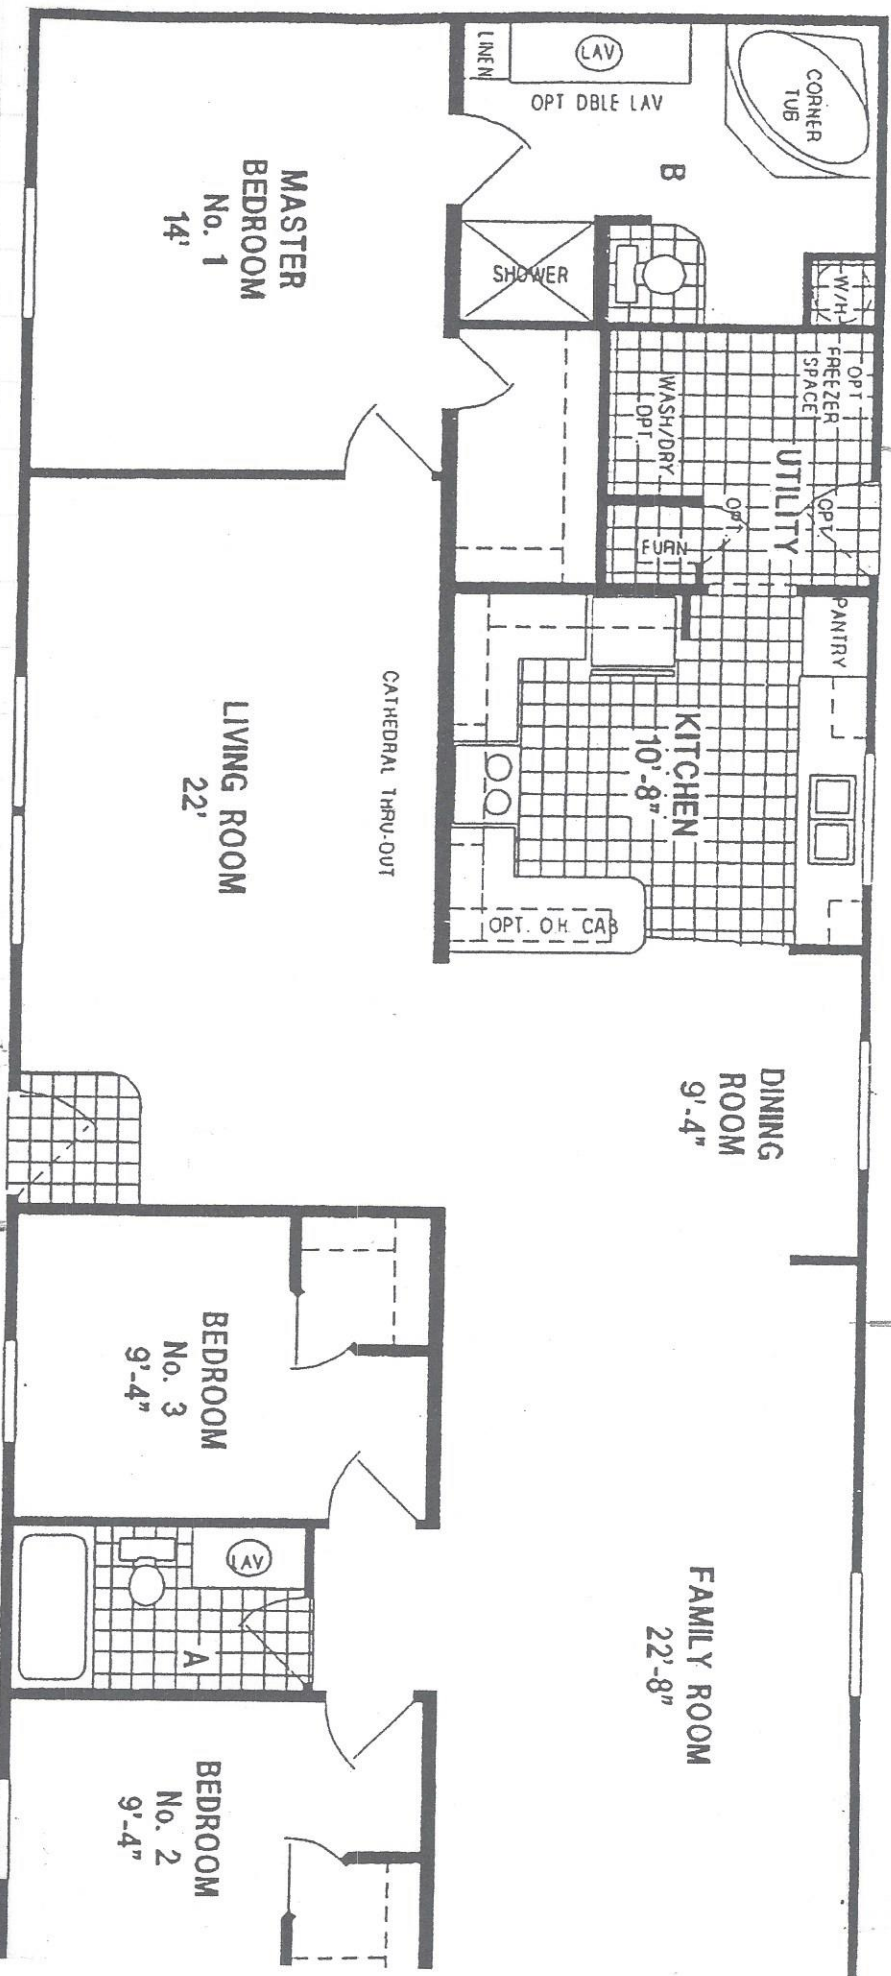 LINEN
LAV
OPT DBLE LAV
CORNER
TUB
B
SHOWER
W/H
MASTER
BEDROOM
No. 1
14'
OPT
FREEZER
SPACE
WASH/DRY
OPT
UTILITY
OPT
OPT
FURN
PANTRY
KITCHEN
10'-8"
OPT. O.H. CAB
CATHEDRAL THRU-OUT
LIVING ROOM
22'
DINING
ROOM
9'-4"
BEDROOM
No. 3
9'-4"
LAV
A
FAMILY ROOM
22'-8"
BEDROOM
No. 2
9'-4"